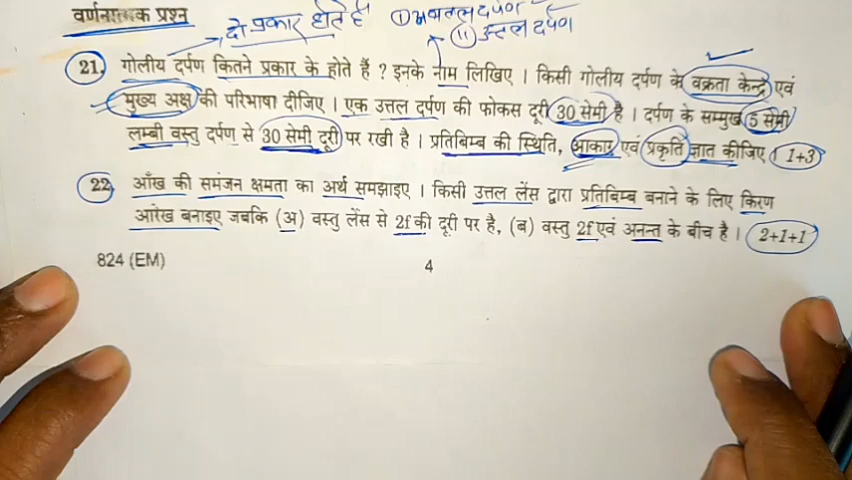 वर्णनात्मक प्रश्न
दो प्रकार होते हैं
(i) अवतल दर्पण
(ii) उत्तल दर्पण
21. गोलीय दर्पण कितने प्रकार के होते हैं ? इनके नाम लिखिए । किसी गोलीय दर्पण के वक्रता केन्द्र एवं
मुख्य अक्ष की परिभाषा दीजिए । एक उत्तल दर्पण की फोकस दूरी 30 सेमी है । दर्पण के सम्मुख 5 सेमी
लम्बी वस्तु दर्पण से 30 सेमी दूरी पर रखी है । प्रतिबिम्ब की स्थिति, आकार एवं प्रकृति ज्ञात कीजिए । 1+3
22. आँख की समंजन क्षमता का अर्थ समझाइए । किसी उत्तल लेंस द्वारा प्रतिबिम्ब बनाने के लिए किरण
आरेख बनाइए जबकि (अ) वस्तु लेंस से 2f की दूरी पर है, (ब) वस्तु 2f एवं अनन्त के बीच है । 2+1+1
824 (EM)
4